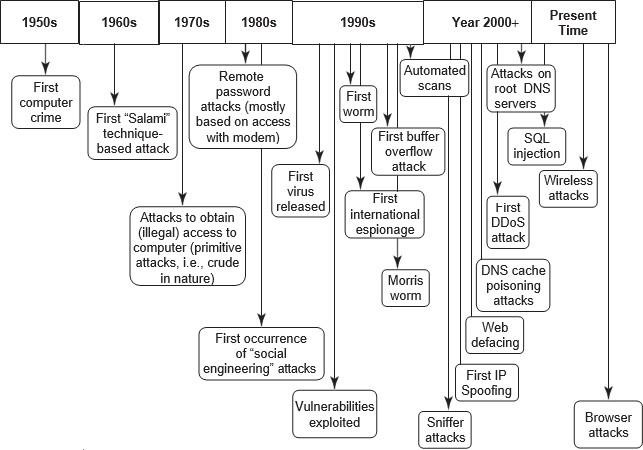 1950s
1960s
1970s
1980s
1990s
Year 2000+
Present
Time
First
computer
crime
First “Salami”
technique-
based attack
Attacks to obtain
(illegal) access to
computer (primitive
attacks, i.e., crude
in nature)
Remote
password
attacks (mostly
based on access
with modem)
First occurrence
of “social
engineering” attacks
First
virus
released
Vulnerabilities
exploited
First
worm
First
international
espionage
First buffer
overflow
attack
Morris
worm
Automated
scans
Sniffer
attacks
First IP
Spoofing
Web
defacing
DNS cache
poisoning
attacks
First
DDoS
attack
Attacks on
root DNS
servers
SQL
injection
Wireless
attacks
Browser
attacks